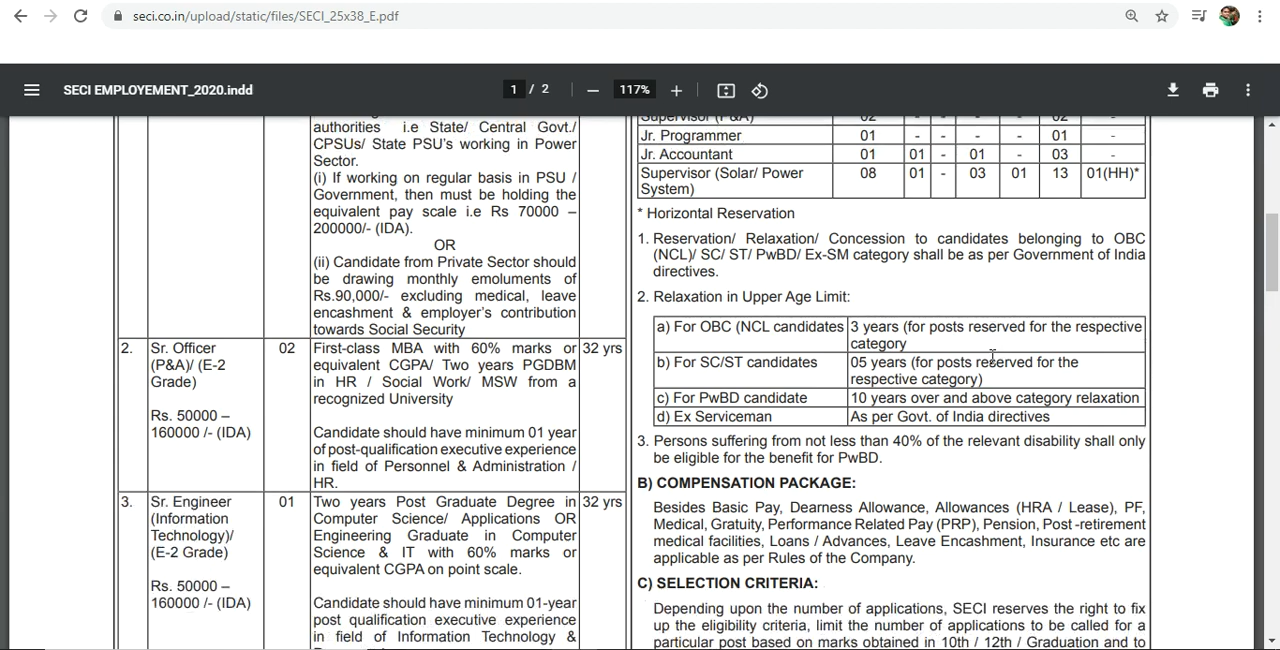 seci.co.in/upload/static/files/SECI_25x38_E.pdf
SECI EMPLOYEMENT_2020.indd
1 / 2
117%
authorities i.e State/ Central Govt./
CPSUs/ State PSU's working in Power
Sector.
(i) If working on regular basis in PSU /
Government, then must be holding the
equivalent pay scale i.e Rs 70000 –
200000/- (IDA).
OR
(ii) Candidate from Private Sector should
be drawing monthly emoluments of
Rs.90,000/- excluding medical, leave
encashment & employer's contribution
towards Social Security
2.
Sr. Officer
(P&A)/ (E-2
Grade)
Rs. 50000 –
160000 /- (IDA)
02
First-class MBA with 60% marks or
equivalent CGPA/ Two years PGDBM
in HR / Social Work/ MSW from a
recognized University
Candidate should have minimum 01 year
of post-qualification executive experience
in field of Personnel & Administration /
HR.
32 yrs
3.
Sr. Engineer
(Information
Technology)/
(E-2 Grade)
Rs. 50000 –
160000 /- (IDA)
01
Two years Post Graduate Degree in
Computer Science/ Applications OR
Engineering Graduate in Computer
Science & IT with 60% marks or
equivalent CGPA on point scale.
Candidate should have minimum 01-year
post qualification executive experience
in field of Information Technology &
32 yrs
Supervisor (P&A) 02 - - - - 02 -
Jr. Programmer 01 - - - - 01 -
Jr. Accountant 01 01 - 01 - 03 -
Supervisor (Solar/ Power 08 01 - 03 01 13 01(HH)*
System)
* Horizontal Reservation
1. Reservation/ Relaxation/ Concession to candidates belonging to OBC
(NCL)/ SC/ ST/ PwBD/ Ex-SM category shall be as per Government of India
directives.
2. Relaxation in Upper Age Limit:
a) For OBC (NCL candidates 3 years (for posts reserved for the respective
category
b) For SC/ST candidates 05 years (for posts reserved for the
respective category)
c) For PwBD candidate 10 years over and above category relaxation
d) Ex Serviceman As per Govt. of India directives
3. Persons suffering from not less than 40% of the relevant disability shall only
be eligible for the benefit for PwBD.
B) COMPENSATION PACKAGE:
Besides Basic Pay, Dearness Allowance, Allowances (HRA / Lease), PF,
Medical, Gratuity, Performance Related Pay (PRP), Pension, Post -retirement
medical facilities, Loans / Advances, Leave Encashment, Insurance etc are
applicable as per Rules of the Company.
C) SELECTION CRITERIA:
Depending upon the number of applications, SECI reserves the right to fix
up the eligibility criteria, limit the number of applications to be called for a
particular post based on marks obtained in 10th / 12th / Graduation and to